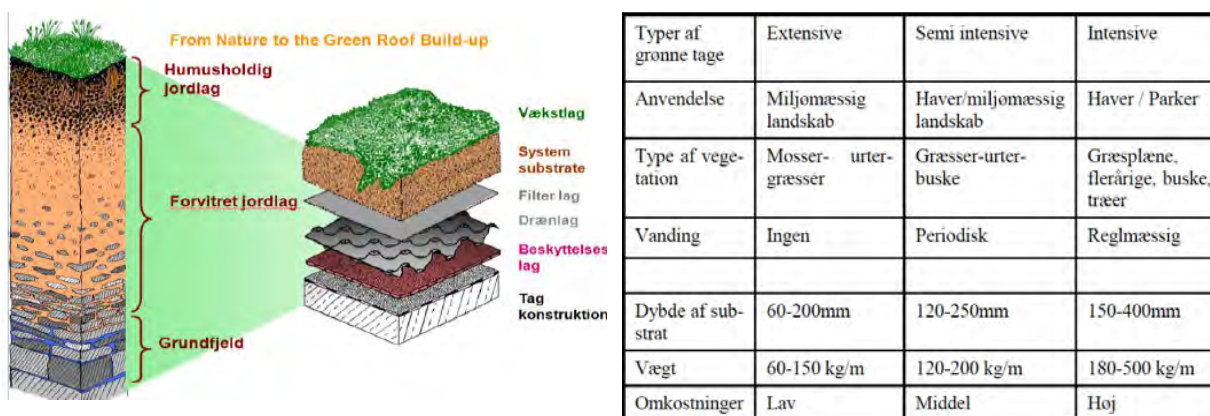 From Nature to the Green Roof Build-up
Humusholdig
jordlag
Forvitret jordlag
Grundfjeld
Vækstlag
System
substrate
Filter lag
Drænlag
Beskyttelses
lag
Tag
konstruktion
Typer af
grønne tage
Extensive
Semi intensive
Intensive
Anvendelse
Miljømæssig
landskab
Haver/miljømæssig
landskab
Haver / Parker
Type af vege-
tation
Mosser- urter-
græsser
Græsser-urter-
buske
Græsplæne,
flerårige, buske,
træer
Vanding
Ingen
Periodisk
Reglmæssig
Dybde af sub-
strat
60-200mm
120-250mm
150-400mm
Vægt
60-150 kg/m
120-200 kg/m
180-500 kg/m
Omkostninger
Lav
Middel
Høj